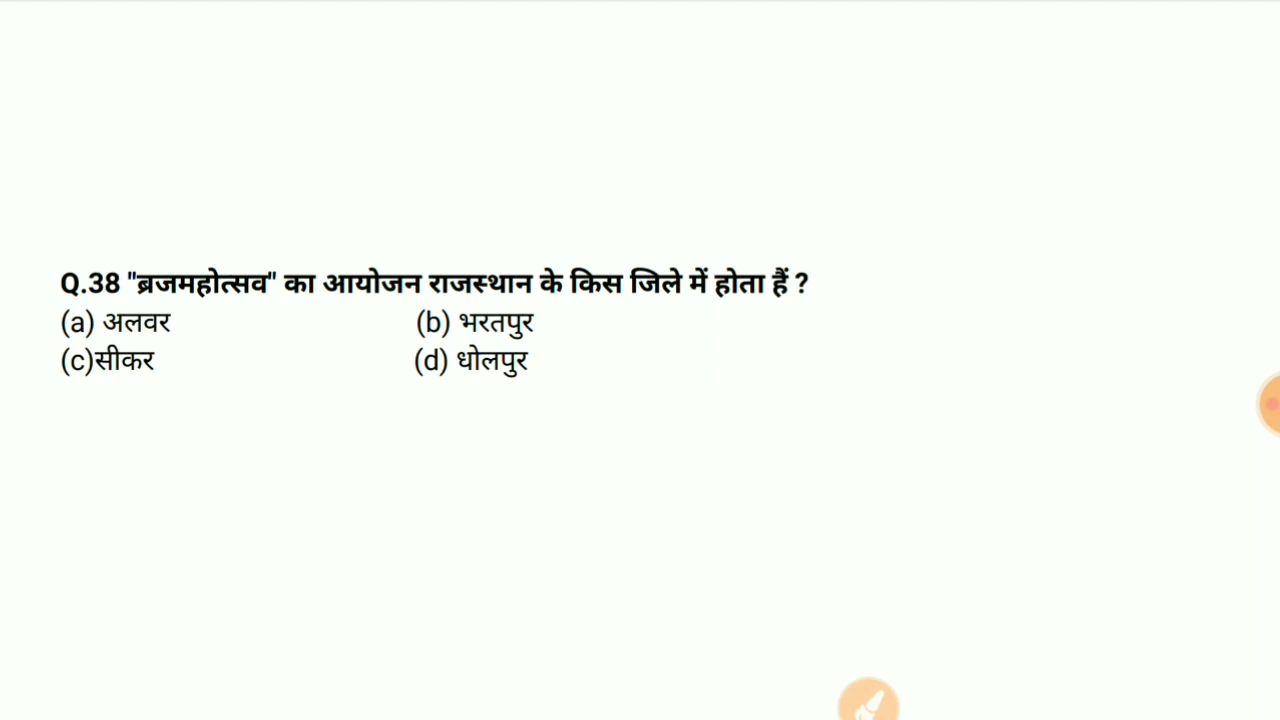 Q.38 "ब्रजमहोत्सव" का आयोजन राजस्थान के किस जिले में होता हैं ?
(a) अलवर (b) भरतपुर
(c)सीकर (d) धोलपुर